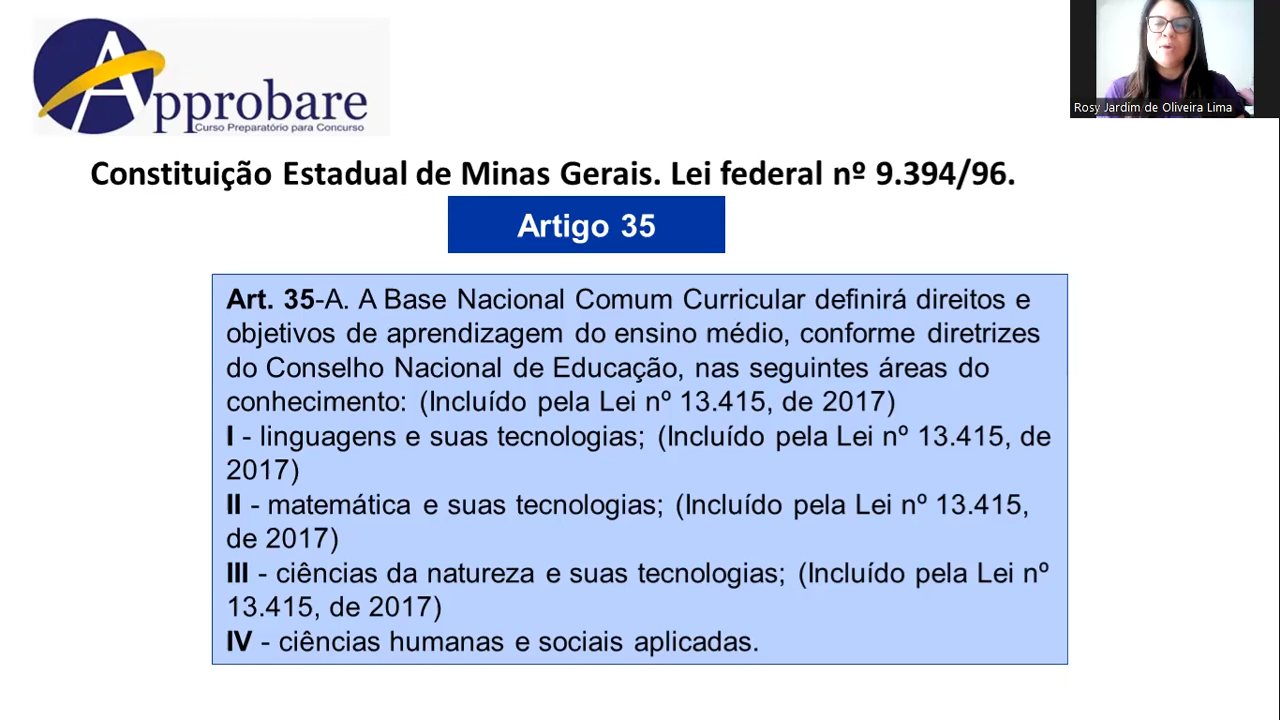 Approbare
Curso Preparatório para Concurso
Rosy Jardim de Oliveira Lima
Constituição Estadual de Minas Gerais. Lei federal nº 9.394/96.
Artigo 35
Art. 35-A. A Base Nacional Comum Curricular definirá direitos e
objetivos de aprendizagem do ensino médio, conforme diretrizes
do Conselho Nacional de Educação, nas seguintes áreas do
conhecimento: (Incluído pela Lei nº 13.415, de 2017)
I - linguagens e suas tecnologias; (Incluído pela Lei nº 13.415, de
2017)
II - matemática e suas tecnologias; (Incluído pela Lei nº 13.415,
de 2017)
III - ciências da natureza e suas tecnologias; (Incluído pela Lei nº
13.415, de 2017)
IV - ciências humanas e sociais aplicadas.